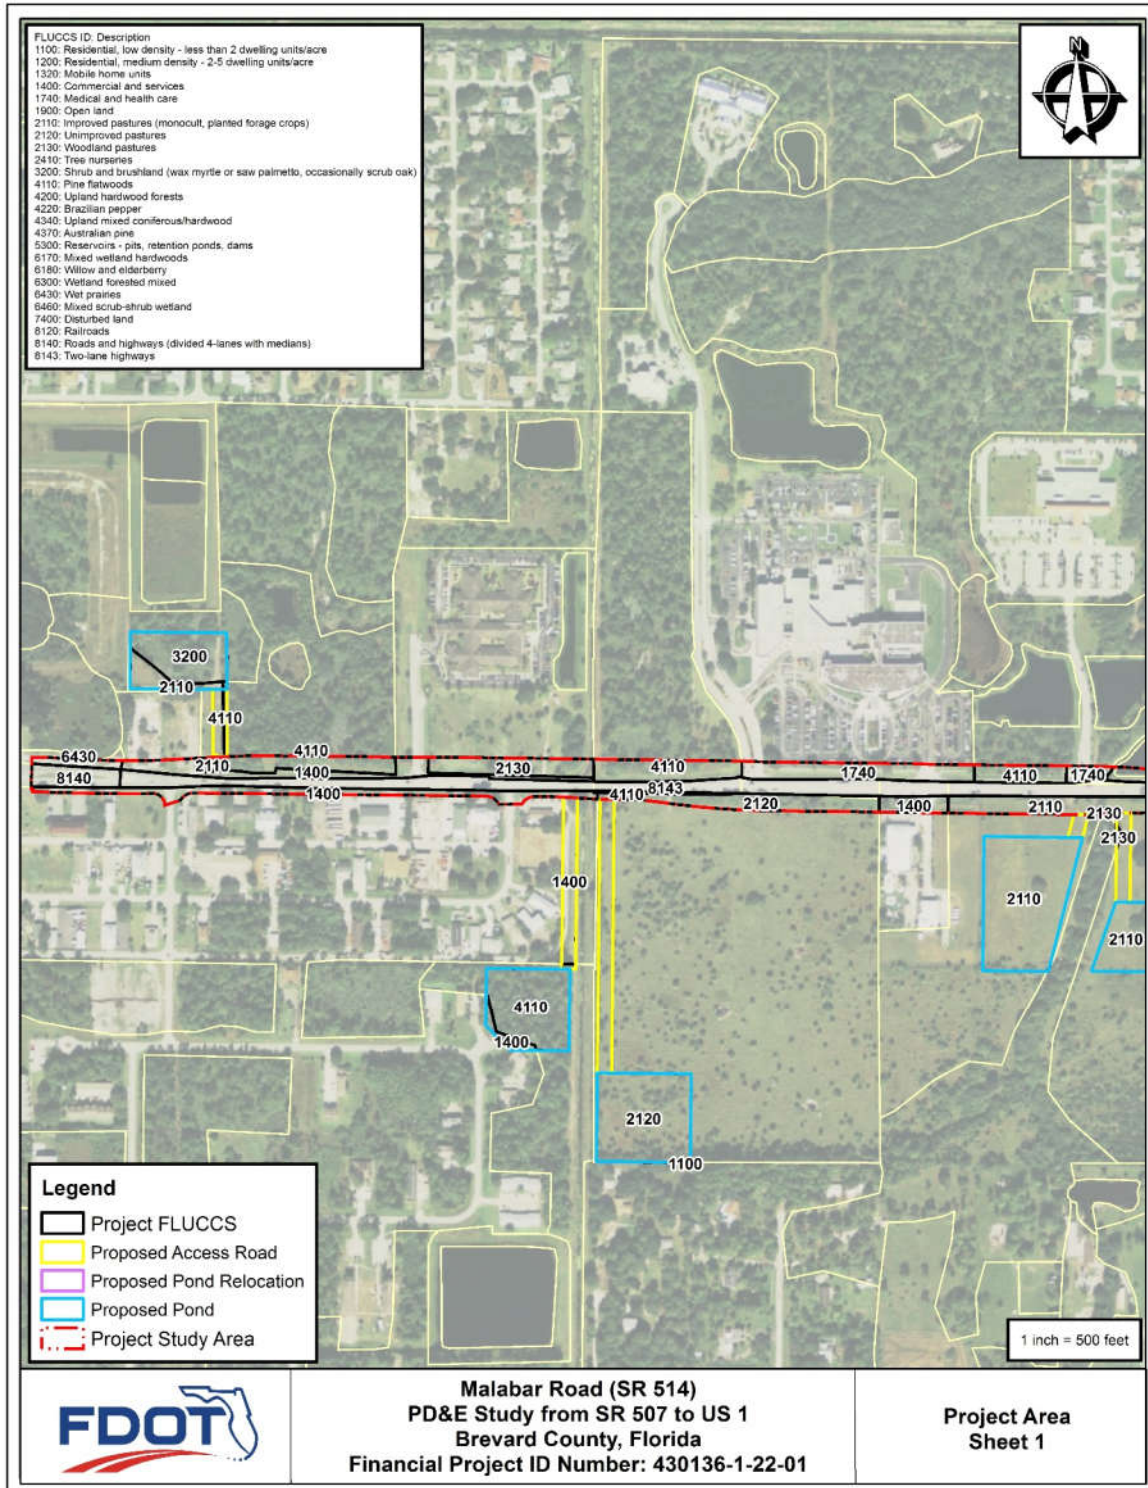 FLUCCS ID: Description
1100: Residential, low density - less than 2 dwelling units/acre
1200: Residential, medium density - 2-5 dwelling units/acre
1320: Mobile home units
1400: Commercial and services
1740: Medical and health care
1900: Open land
2110: Improved pastures (monocult, planted forage crops)
2120: Unimproved pastures
2130: Woodland pastures
2410: Tree nurseries
3200: Shrub and brushland (wax myrtle or saw palmetto, occasionally scrub oak)
4110: Pine flatwoods
4200: Upland hardwood forests
4220: Brazilian pepper
4340: Upland mixed coniferous/hardwood
4370: Australian pine
5300: Reservoirs - pits, retention ponds, dams
6170: Mixed wetland hardwoods
6180: Willow and elderberry
6300: Wetland forested mixed
6430: Wet prairies
6460: Mixed scrub-shrub wetland
7400: Disturbed land
8120: Railroads
8140: Roads and highways (divided 4-lanes with medians)
8143: Two-lane highways
N
3200
2110
4110
6430
4110
2110
1400
2130
4110
1740
4110
1740
8140
8143
1400
4110
2120
1400
2110
2130
2130
1400
2110
2110
4110
1400
2120
1100
Legend
Project FLUCCS
Proposed Access Road
Proposed Pond Relocation
Proposed Pond
Project Study Area
1 inch = 500 feet
FDOT
Malabar Road (SR 514)
PD&E Study from SR 507 to US 1
Brevard County, Florida
Financial Project ID Number: 430136-1-22-01
Project Area
Sheet 1